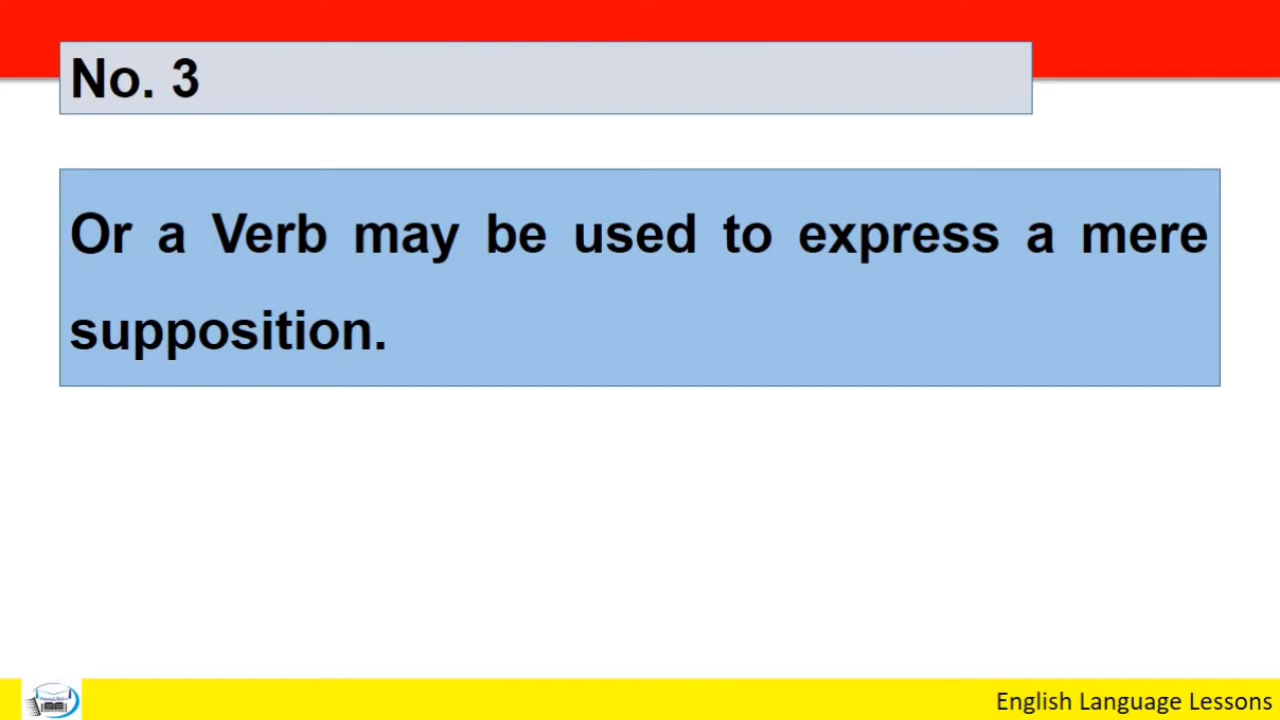 No. 3
Or a Verb may be used to express a mere
supposition.
English Language Lessons